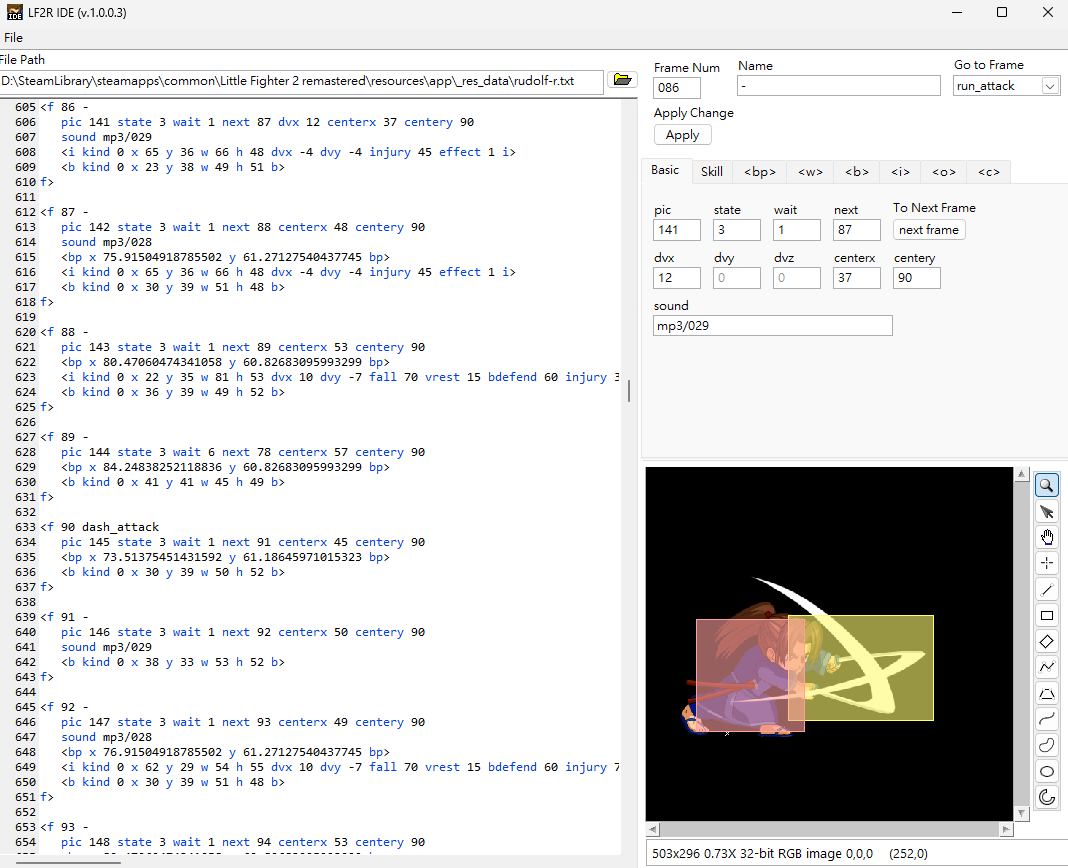 LF2R IDE (v.1.0.0.3)
File
File Path
D:\SteamLibrary\steamapps\common\Little Fighter 2 remastered\resources\app\_res_data\rudolf-r.txt
605 <f 86 -
606 pic 141 state 3 wait 1 next 87 dvx 12 centerx 37 centery 90
607 sound mp3/029
608 <i kind 0 x 65 y 36 w 66 h 48 dvx -4 dvy -4 injury 45 effect 1 i>
609 <b kind 0 x 23 y 38 w 49 h 51 b>
610 f>
611
612 <f 87 -
613 pic 142 state 3 wait 1 next 88 centerx 48 centery 90
614 sound mp3/028
615 <bp x 75.91504918785502 y 61.27127540437745 bp>
616 <i kind 0 x 65 y 36 w 66 h 48 dvx -4 dvy -4 injury 45 effect 1 i>
617 <b kind 0 x 30 y 39 w 51 h 48 b>
618 f>
619
620 <f 88 -
621 pic 143 state 3 wait 1 next 89 centerx 53 centery 90
622 <bp x 80.47060474341058 y 60.82683095993299 bp>
623 <i kind 0 x 22 y 35 w 81 h 53 dvx 10 dvy -7 fall 70 vrest 15 bdefend 60 injury 3
624 <b kind 0 x 36 y 39 w 49 h 52 b>
625 f>
626
627 <f 89 -
628 pic 144 state 3 wait 6 next 78 centerx 57 centery 90
629 <bp x 84.24838252118836 y 60.82683095993299 bp>
630 <b kind 0 x 41 y 41 w 45 h 49 b>
631 f>
632
633 <f 90 dash_attack
634 pic 145 state 3 wait 1 next 91 centerx 45 centery 90
635 <bp x 73.51375451431592 y 61.18645971015323 bp>
636 <b kind 0 x 30 y 39 w 50 h 52 b>
637 f>
638
639 <f 91 -
640 pic 146 state 3 wait 1 next 92 centerx 50 centery 90
641 sound mp3/029
642 <b kind 0 x 38 y 33 w 53 h 52 b>
643 f>
644
645 <f 92 -
646 pic 147 state 3 wait 1 next 93 centerx 49 centery 90
647 sound mp3/028
648 <bp x 76.91504918785502 y 61.27127540437745 bp>
649 <i kind 0 x 62 y 29 w 54 h 55 dvx 10 dvy -7 fall 70 vrest 15 bdefend 60 injury 7
650 <b kind 0 x 30 y 39 w 51 h 48 b>
651 f>
652
653 <f 93 -
654 pic 148 state 3 wait 1 next 94 centerx 53 centery 90
Frame Num Name Go to Frame
086 - run_attack
Apply Change
Apply
Basic Skill <bp> <w> <b> <i> <o> <c>
pic state wait next To Next Frame
141 3 1 87 next frame
dvx dvy dvz centerx centery
12 0 0 37 90
sound
mp3/029
503x296 0.73X 32-bit RGB image 0,0,0 (252,0)